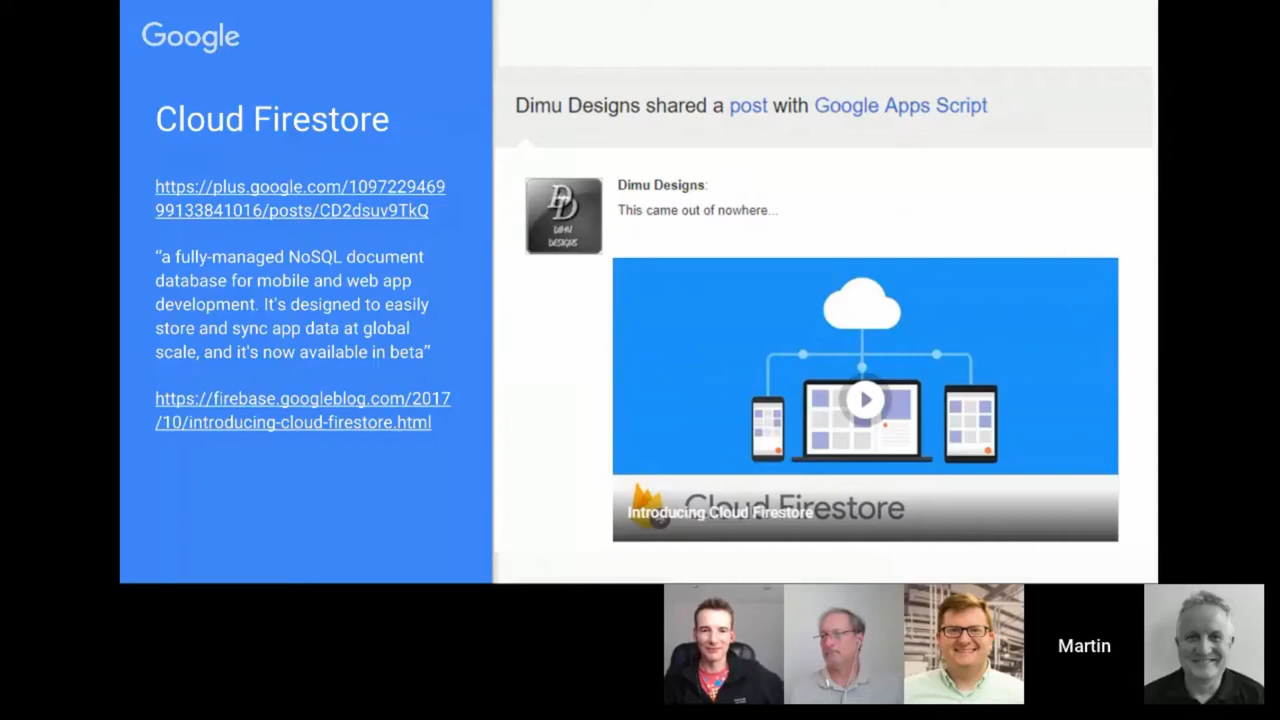 Google
Cloud Firestore
https://plus.google.com/1097229469
99133841016/posts/CD2dsuv9TkQ
“a fully-managed NoSQL document
database for mobile and web app
development. It's designed to easily
store and sync app data at global
scale, and it's now available in beta”
https://firebase.googleblog.com/2017
/10/introducing-cloud-firestore.html
Dimu Designs shared a post with Google Apps Script
DD
DIMU
DESIGNS
Dimu Designs:
This came out of nowhere...
Cloud Firestore
Introducing Cloud Firestore
Martin